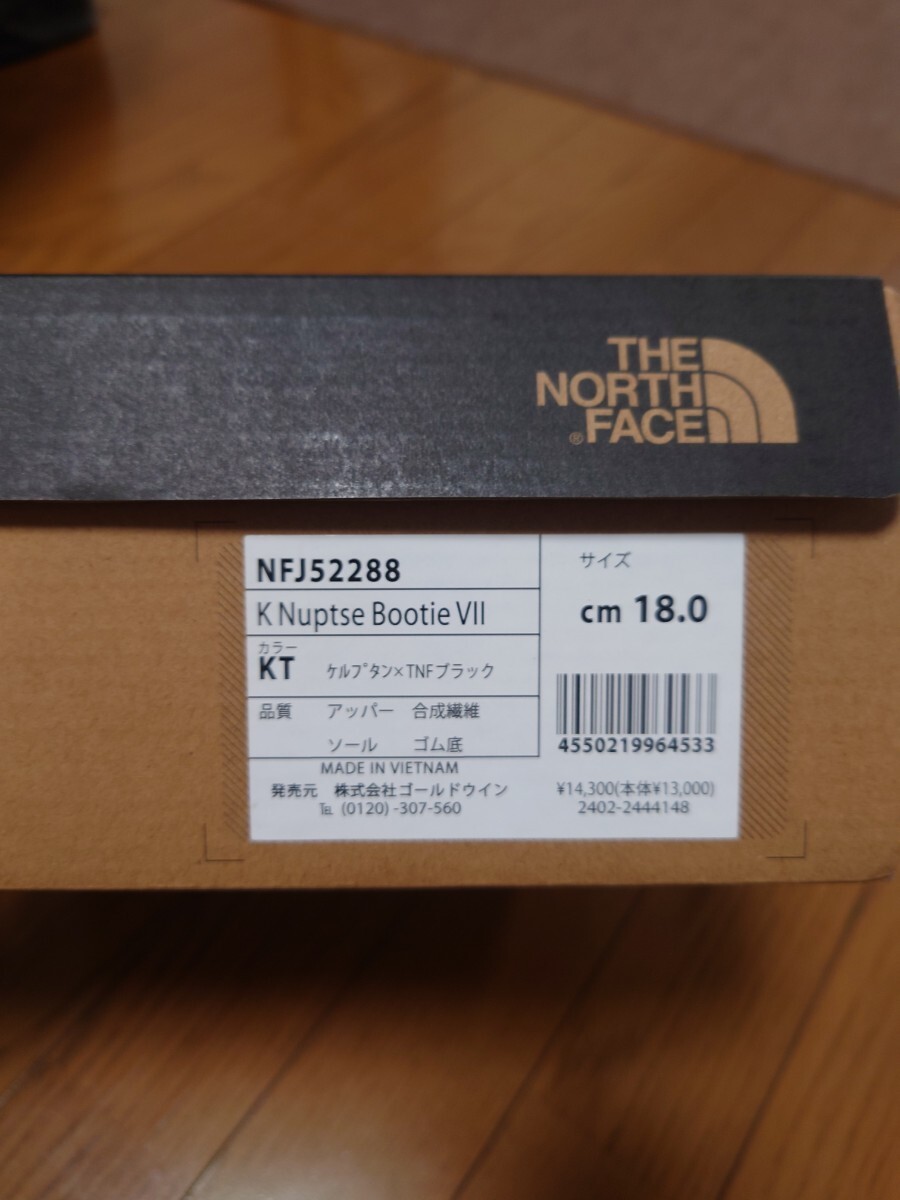 THE
NORTH
® FACE
NFJ52288
K Nuptse Bootie VII
カラー
KT ケルプタン×TNFブラック
品質 アッパー 合成繊維
ソール ゴム底
MADE IN VIETNAM
発売元 株式会社ゴールドウイン
℡ (0120) -307-560
サイズ
cm 18.0
4550219964533
¥14,300(本体¥13,000)
2402-2444148